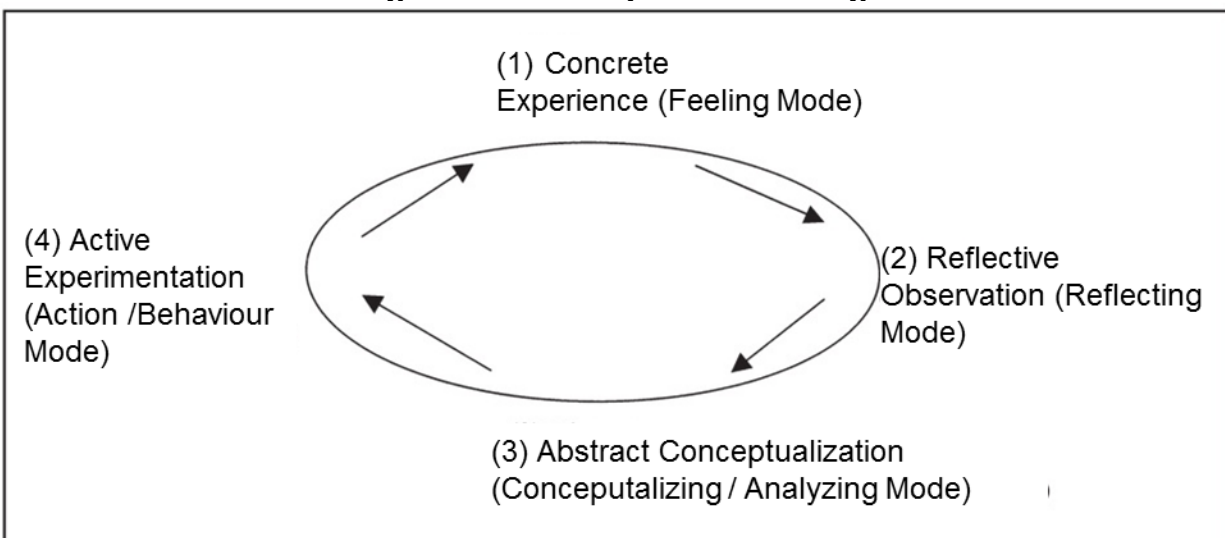 (1) Concrete
Experience (Feeling Mode)
(4) Active
Experimentation
(Action /Behaviour
Mode)
(2) Reflective
Observation (Reflecting
Mode)
(3) Abstract Conceptualization
(Conceputalizing / Analyzing Mode)